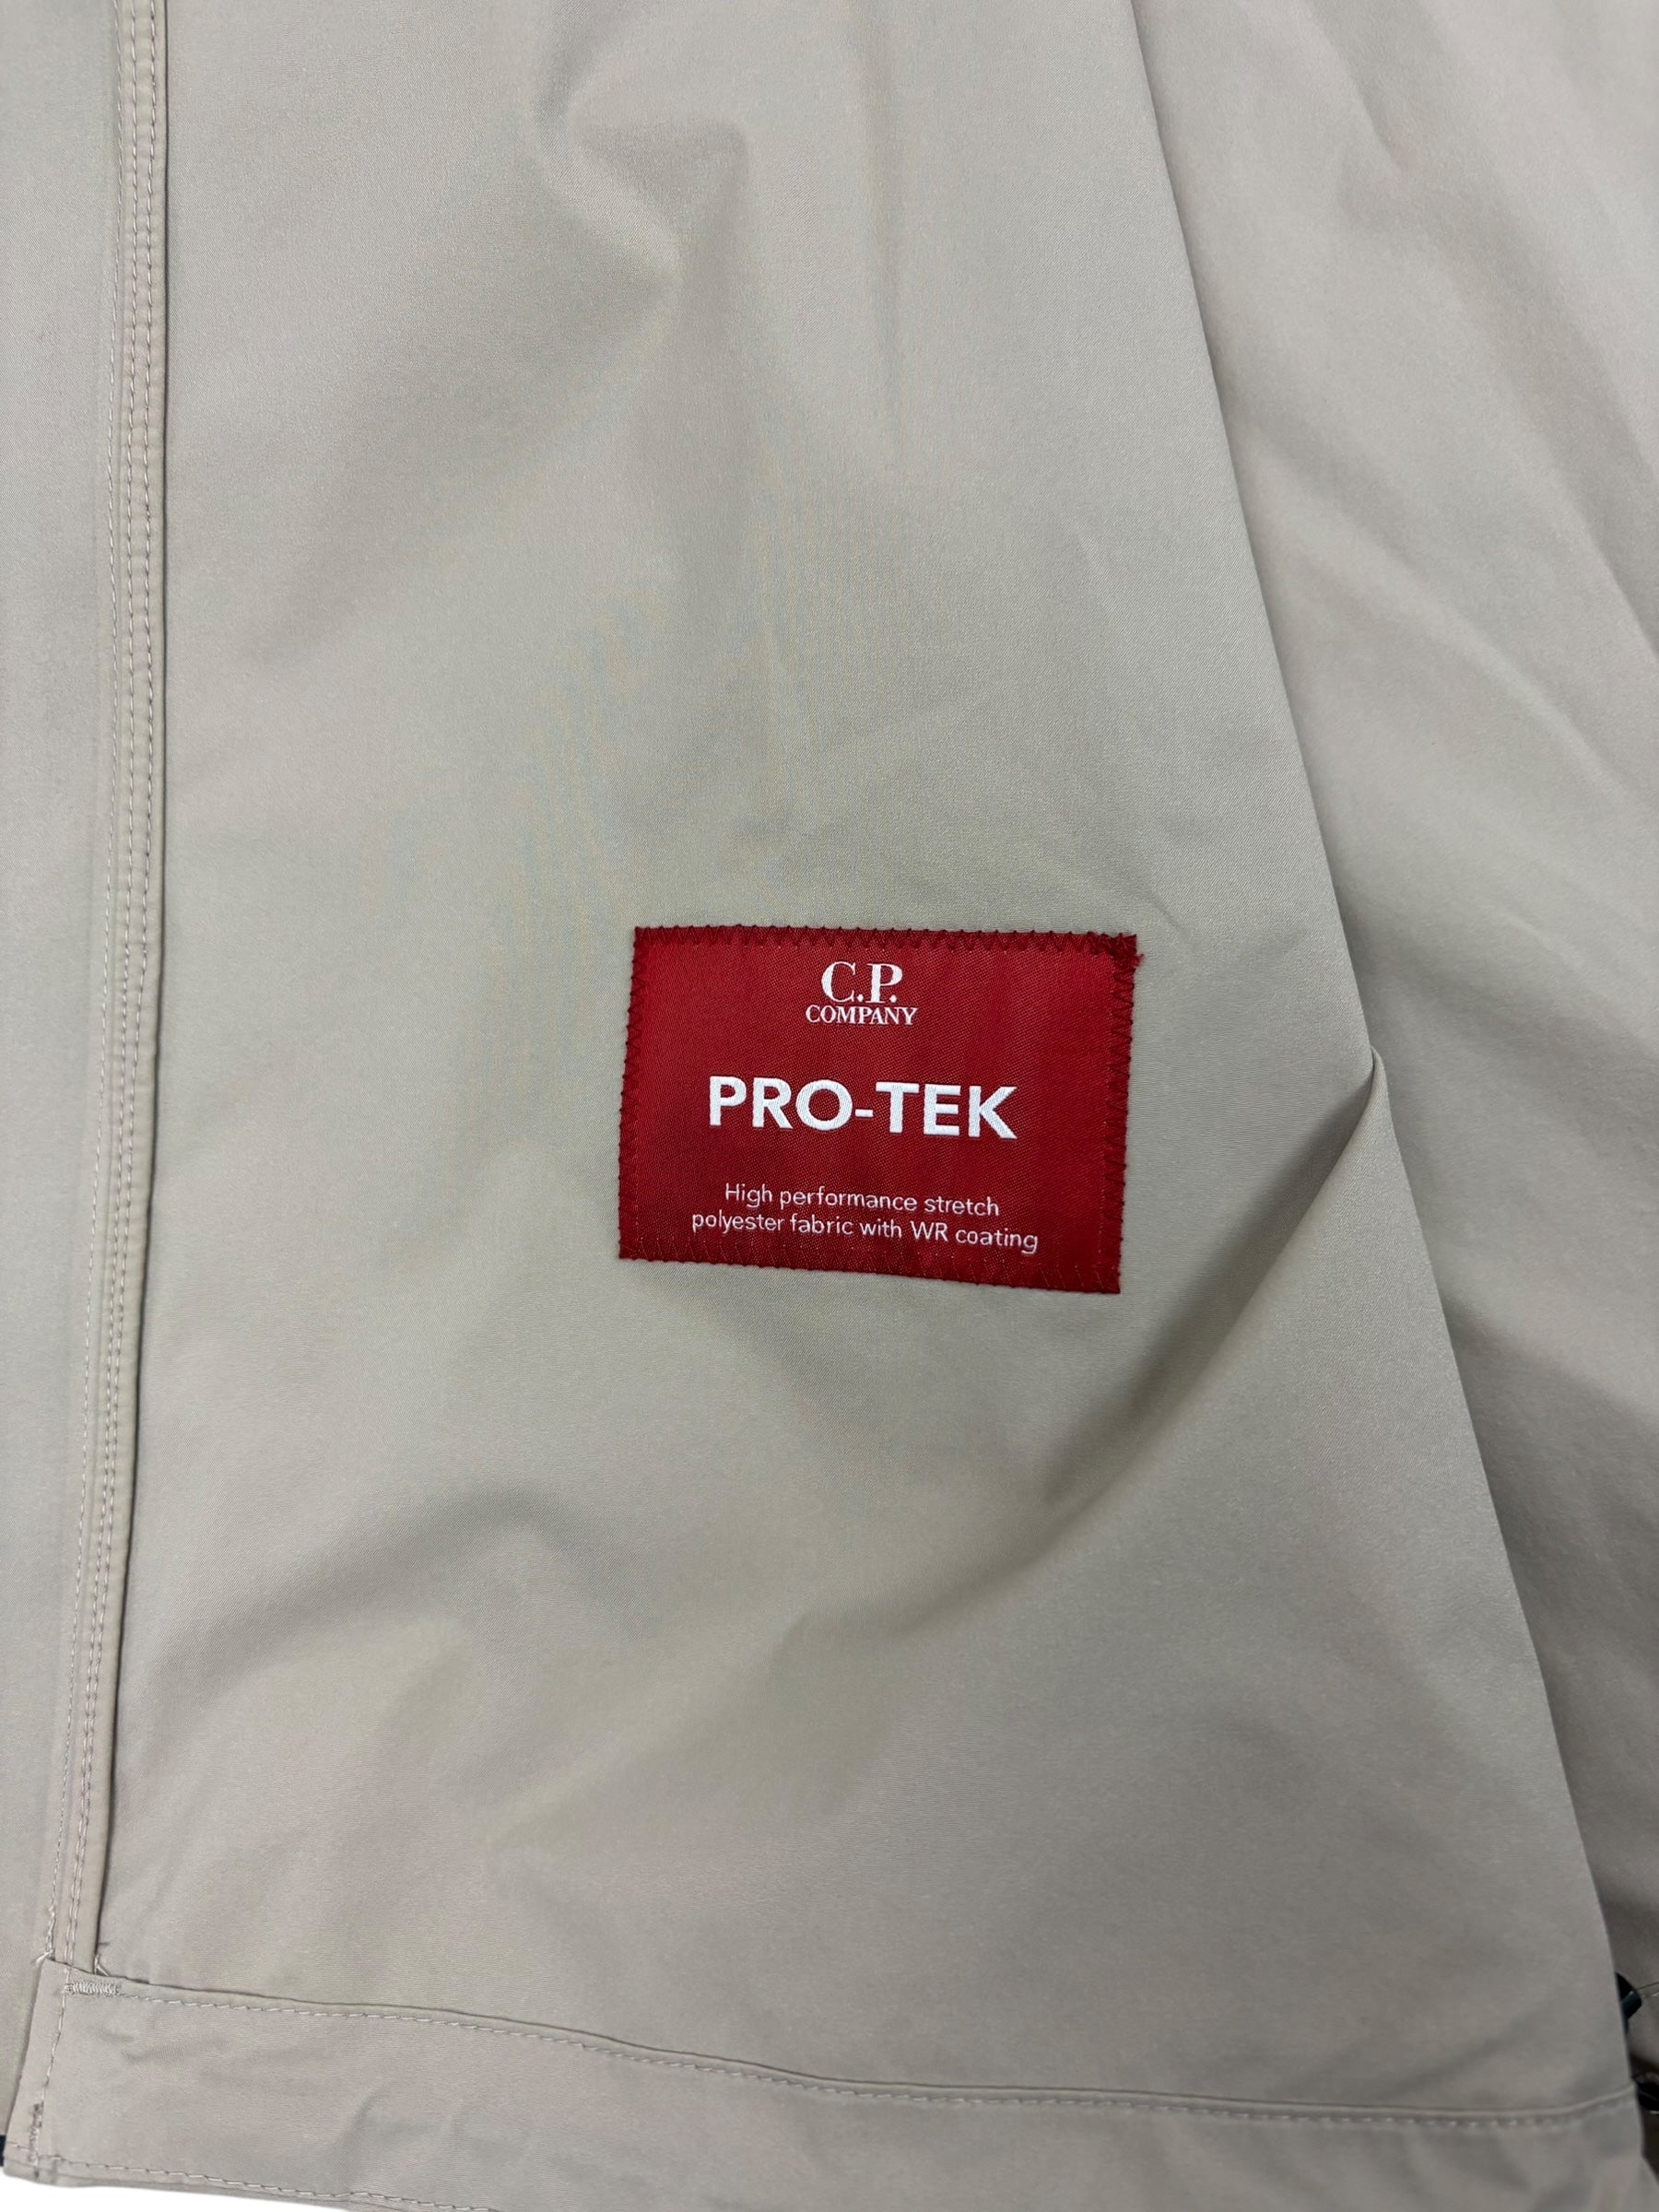 C.P.
COMPANY
PRO-TEK
High performance stretch
polyester fabric with WR coating